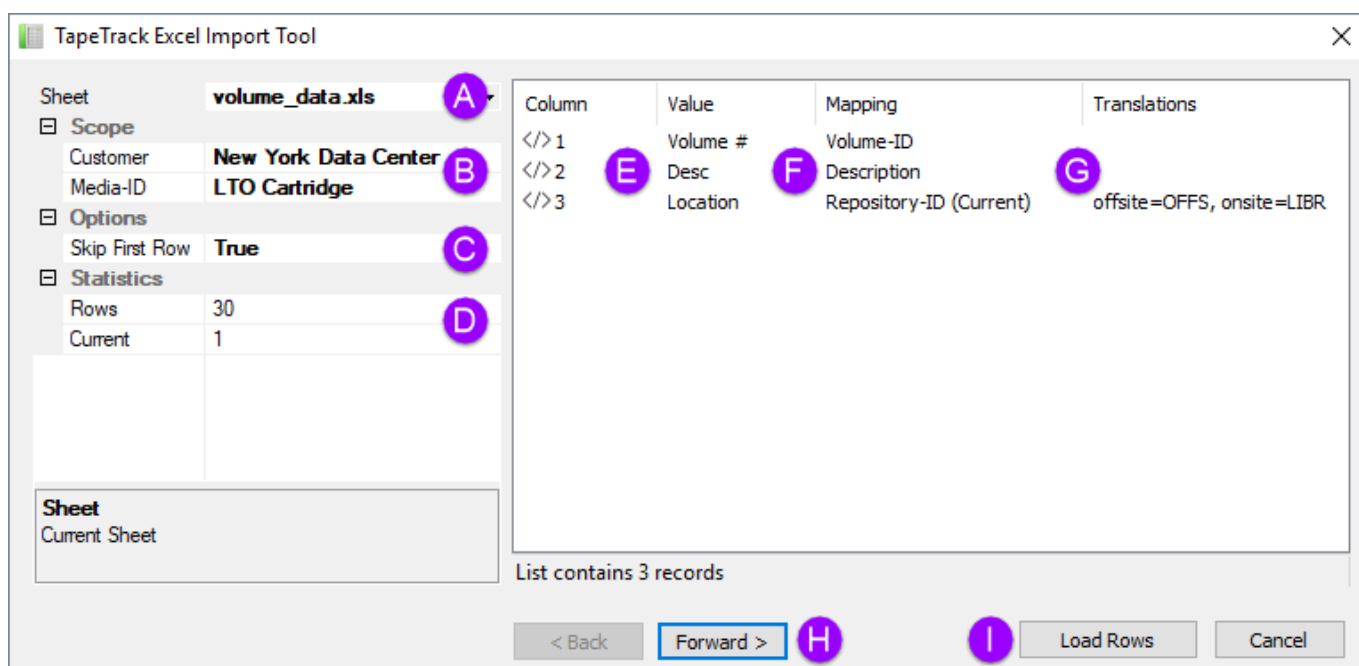 TapeTrack Excel Import Tool
Sheet volume_data.xls A
Scope
Customer New York Data Center
B
Media-ID LTO Cartridge
Options
Skip First Row True C
Statistics
Rows 30
D
Current 1
Sheet
Current Sheet
Column Value Mapping Translations
</> 1 Volume # Volume-ID
</> 2 E Desc F Description G
</> 3 Location Repository-ID (Current) offsite=OFFS, onsite=LIBR
List contains 3 records
< Back Forward > H I Load Rows Cancel